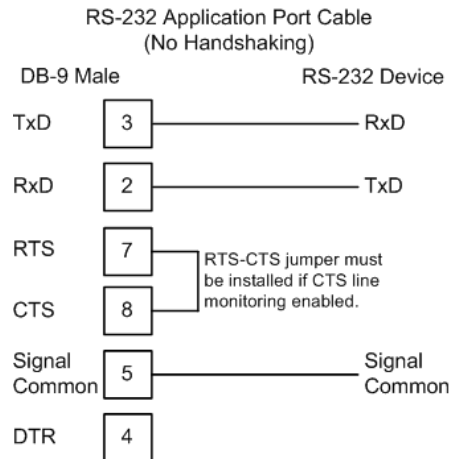 RS-232 Application Port Cable
(No Handshaking)
DB-9 Male
RS-232 Device
TxD
3
RxD
RxD
2
TxD
RTS
7
RTS-CTS jumper must
be installed if CTS line
monitoring enabled.
CTS
8
Signal
Common
5
Signal
Common
DTR
4